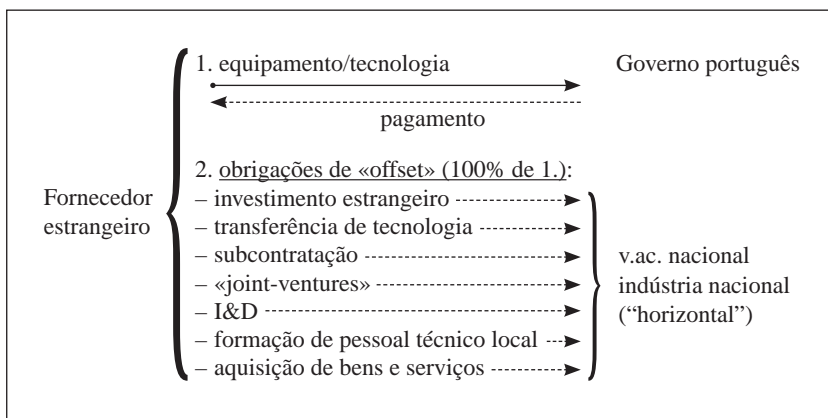 1. equipamento/tecnologia
Governo português
pagamento
2. obrigações de «offset» (100% de 1.):
Fornecedor
estrangeiro
– investimento estrangeiro
– transferência de tecnologia
– subcontratação
– «joint-ventures»
– I&D
– formação de pessoal técnico local
– aquisição de bens e serviços
v.ac. nacional
indústria nacional
(“horizontal”)